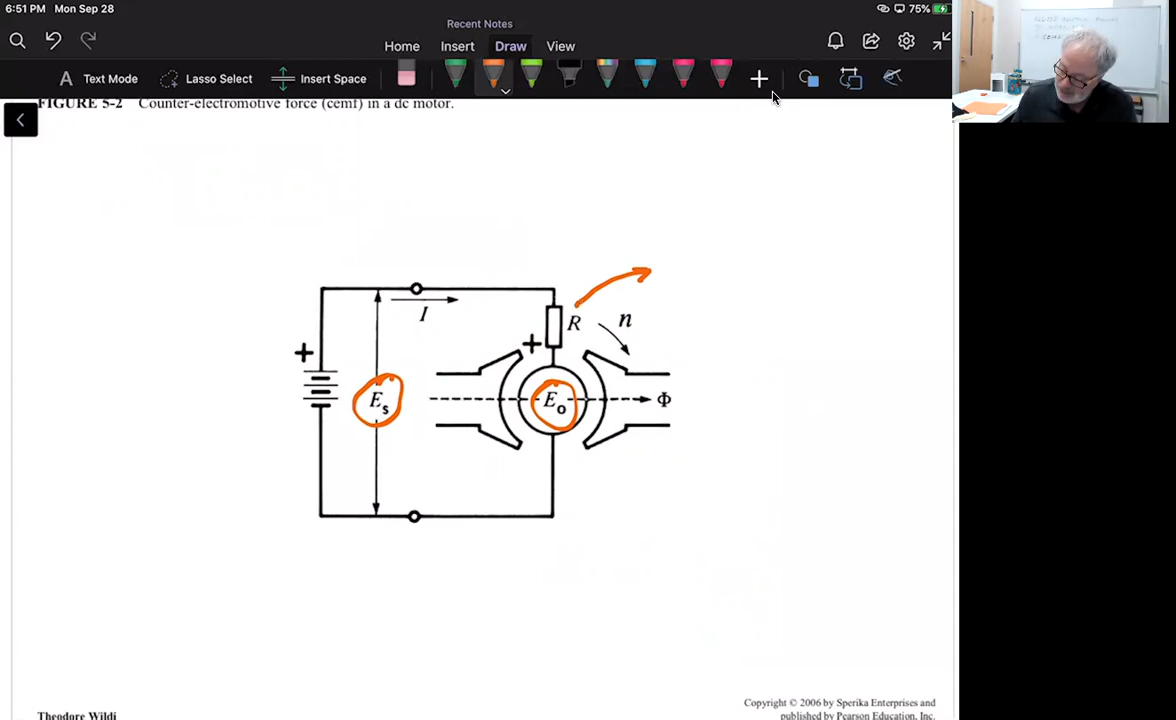 6:51 PM Mon Sep 28
75%
Recent Notes
Home Insert Draw View
Text Mode Lasso Select Insert Space
FIGURE 5-2 Counter-electromotive force (cemf) in a dc motor.
I
R
n
+
+
Es
Eo
Φ
Theodore Wildi
Copyright © 2006 by Sperika Enterprises and
published by Pearson Education, Inc.